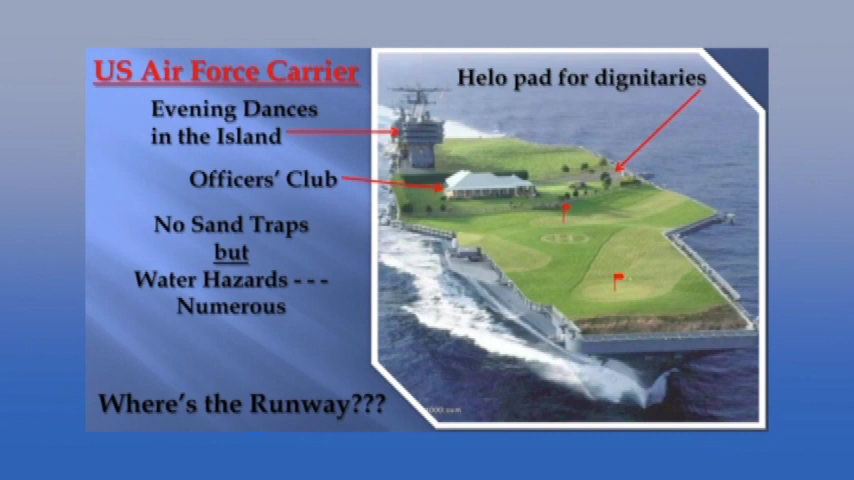 US Air Force Carrier
Helo pad for dignitaries
Evening Dances
in the Island
Officers' Club
No Sand Traps
but
Water Hazards - - -
Numerous
Where's the Runway???